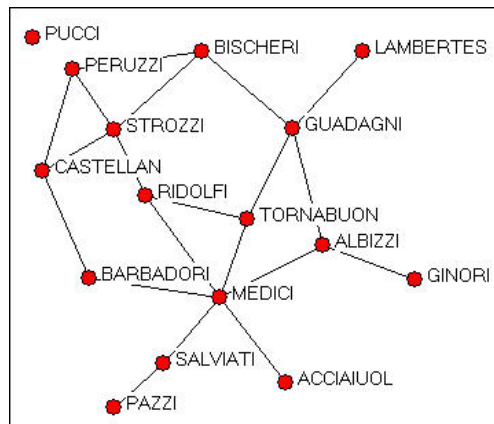 PUCCI
BISCHERI
LAMBERTES
PERUZZI
STROZZI
GUADAGNI
CASTELLAN
RIDOLFI
TORNABUON
ALBIZZI
BARBADORI
GINORI
MEDICI
SALVIATI
ACCIAIUOL
PAZZI